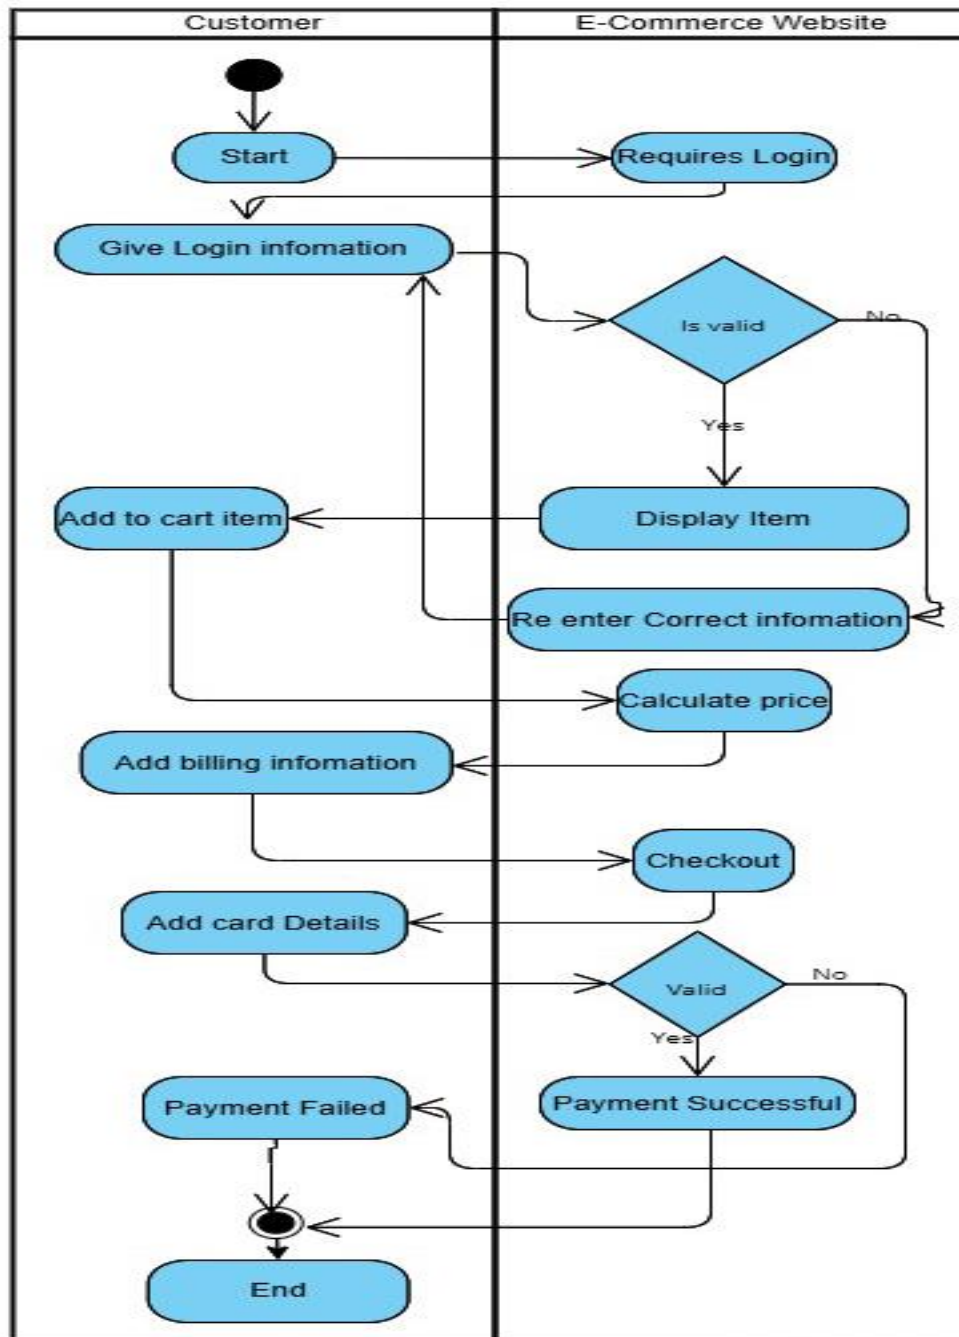 Customer
E-Commerce Website
Start
Requires Login
Give Login infomation
Is valid
No
Yes
Add to cart item
Display Item
Re enter Correct infomation
Calculate price
Add billing infomation
Checkout
Add card Details
Valid
No
Yes
Payment Failed
Payment Successful
End